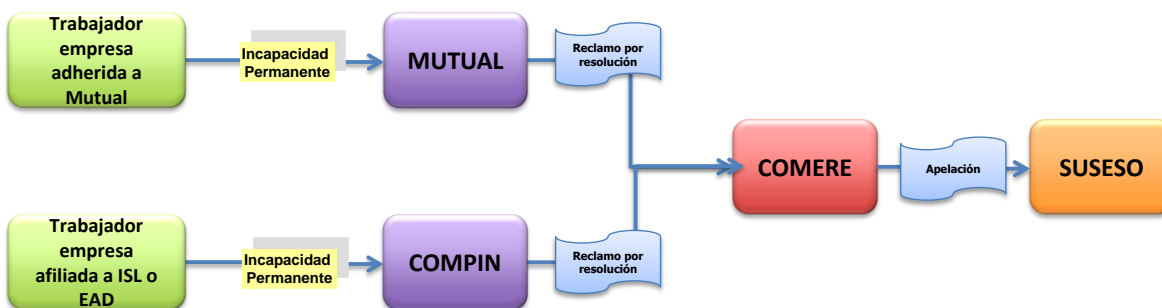 Trabajador
empresa
adherida a
Mutual
Incapacidad
Permanente
MUTUAL
Reclamo por
resolución
COMERE
Apelación
SUSESO
Trabajador
empresa
afiliada a ISL o
EAD
Incapacidad
Permanente
COMPIN
Reclamo por
resolución